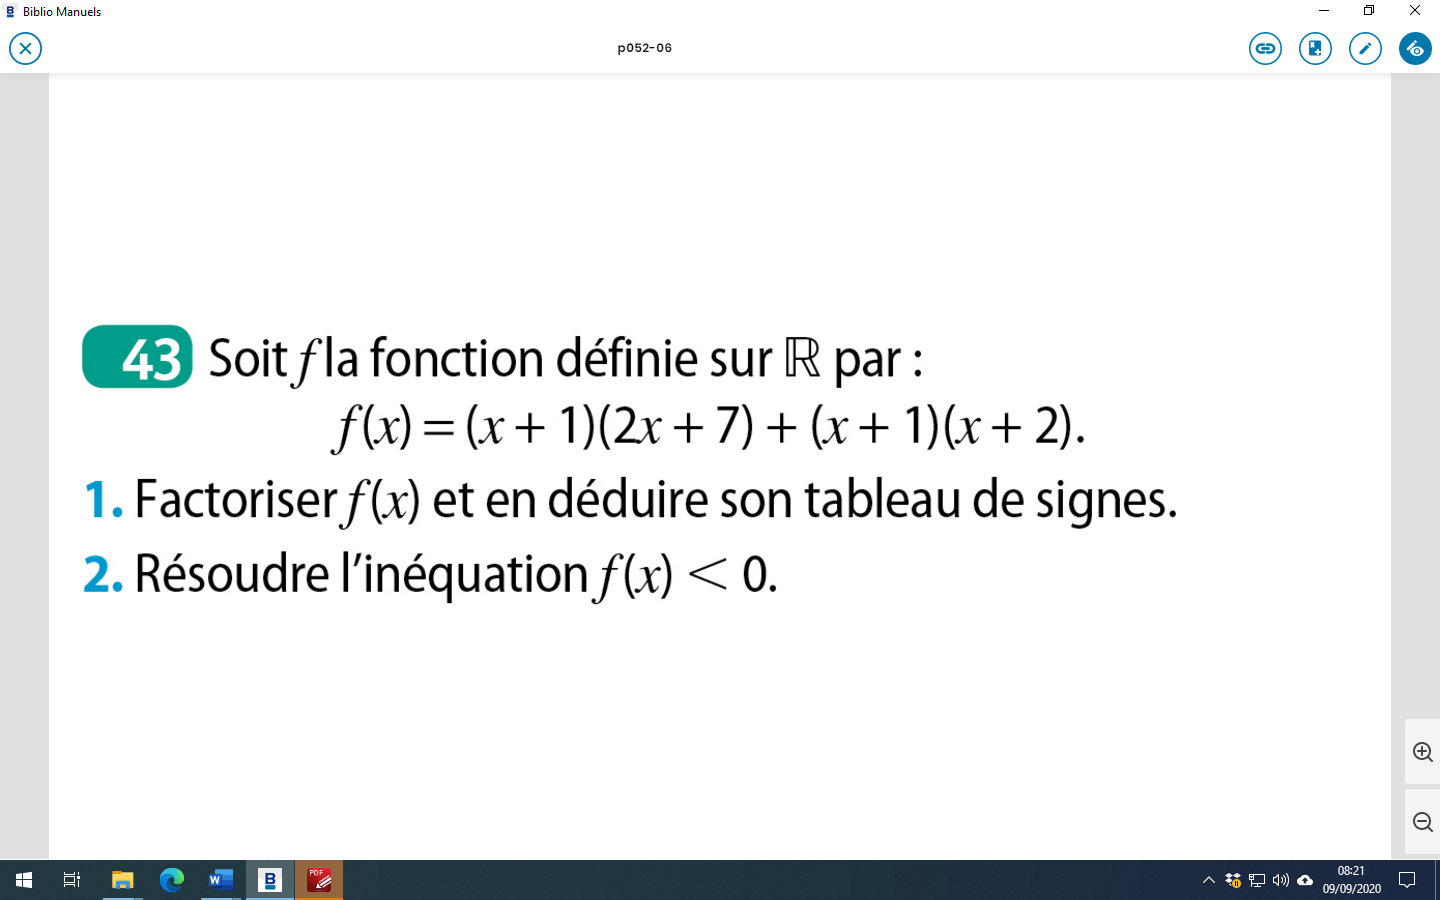 Biblio Manuels
p052-06
43 Soit f la fonction définie sur ℝ par :
f(x) = (x + 1)(2x + 7) + (x + 1)(x + 2).
1. Factoriser f(x) et en déduire son tableau de signes.
2. Résoudre l’inéquation f(x) < 0.
PDF
08:21
09/09/2020